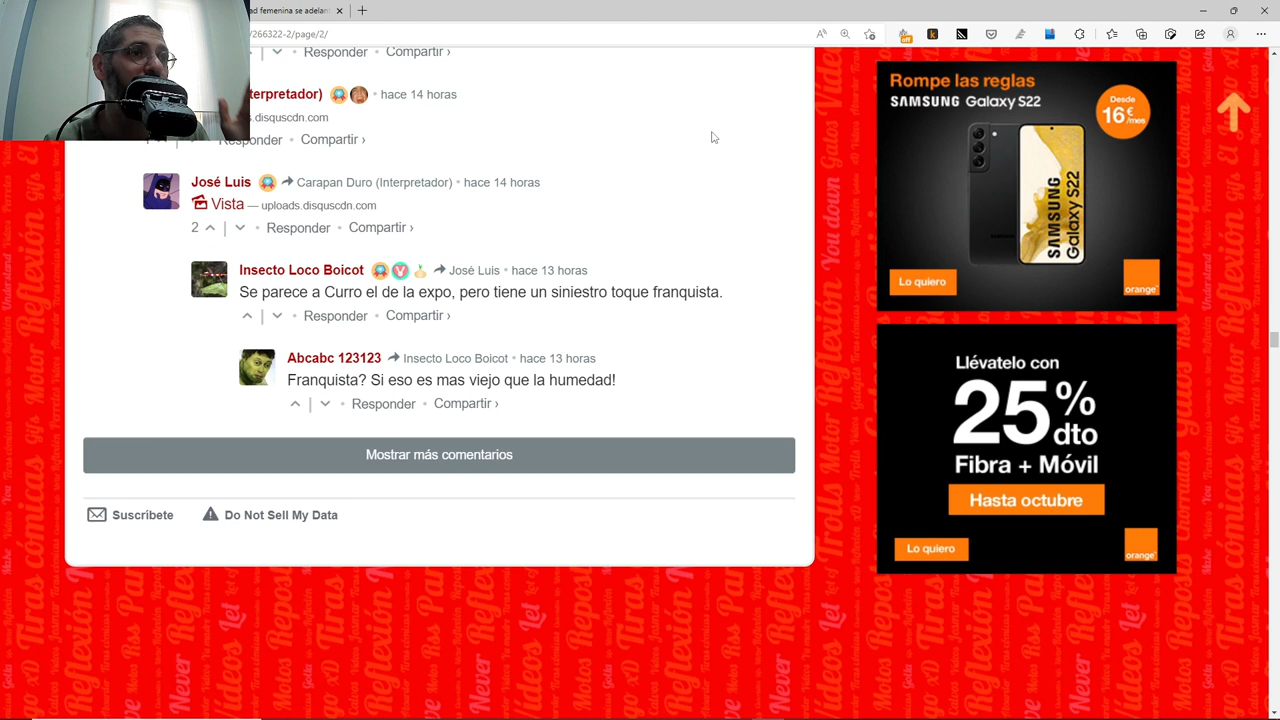 dad femenina se adelan
/266322-2/page/2/
off
Responder • Compartir ›
terpretador) • hace 14 horas
s.disquscdn.com
Responder • Compartir ›
José Luis Carapan Duro (Interpretador) • hace 14 horas
Vista — uploads.disquscdn.com
2 Responder • Compartir ›
Insecto Loco Boicot José Luis • hace 13 horas
Se parece a Curro el de la expo, pero tiene un siniestro toque franquista.
Responder • Compartir ›
Abcabc 123123 Insecto Loco Boicot • hace 13 horas
Franquista? Si eso es mas viejo que la humedad!
Responder • Compartir ›
Mostrar más comentarios
Suscríbete Do Not Sell My Data
Rompe las reglas
SAMSUNG Galaxy S22
Desde
16€/mes
SAMSUNG
Galaxy S22
Lo quiero
orange™
Llévatelo con
25%
dto
Fibra + Móvil
Hasta octubre
Lo quiero
orange™